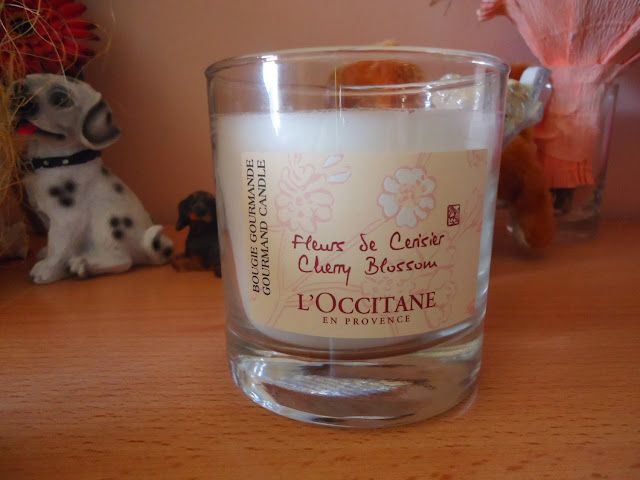 BOUGIE GOURMANDE
GOURMAND CANDLE
Fleurs de Cerisier
Cherry Blossom
L'OCCITANE
EN PROVENCE